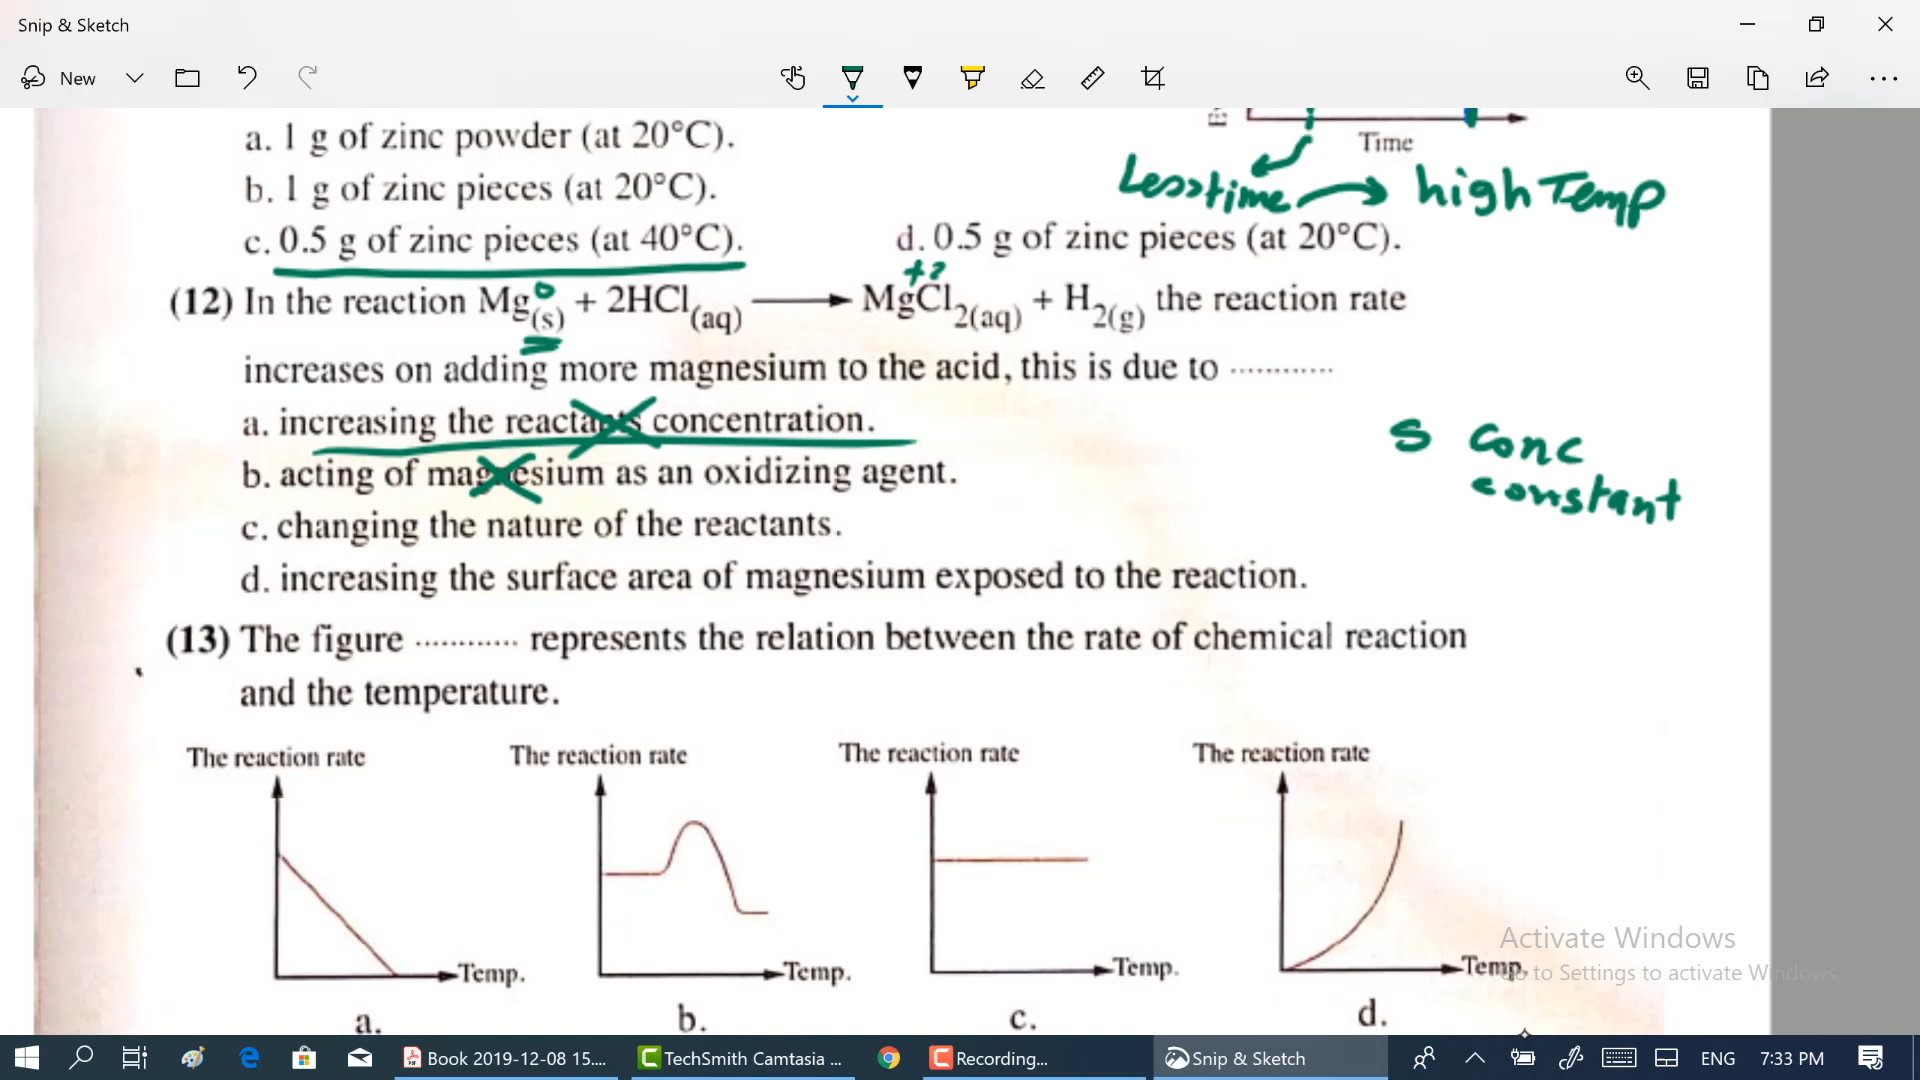 Snip & Sketch
New
a. 1 g of zinc powder (at 20°C).
Time
b. 1 g of zinc pieces (at 20°C).
Less time → high Temp
c. 0.5 g of zinc pieces (at 40°C).
d. 0.5 g of zinc pieces (at 20°C).
0
+2
(12) In the reaction Mg(s) + 2HCl(aq) ⟶ MgCl2(aq) + H2(g) the reaction rate
increases on adding more magnesium to the acid, this is due to ............
a. increasing the reactants concentration.
S conc
constant
b. acting of magnesium as an oxidizing agent.
c. changing the nature of the reactants.
d. increasing the surface area of magnesium exposed to the reaction.
(13) The figure ............ represents the relation between the rate of chemical reaction
and the temperature.
The reaction rate
The reaction rate
The reaction rate
The reaction rate
Temp.
Temp.
Temp.
Temp.
a.
b.
c.
d.
Activate Windows
Go to Settings to activate Windows.
Book 2019-12-08 15....
TechSmith Camtasia ...
Recording...
Snip & Sketch
ENG
7:33 PM